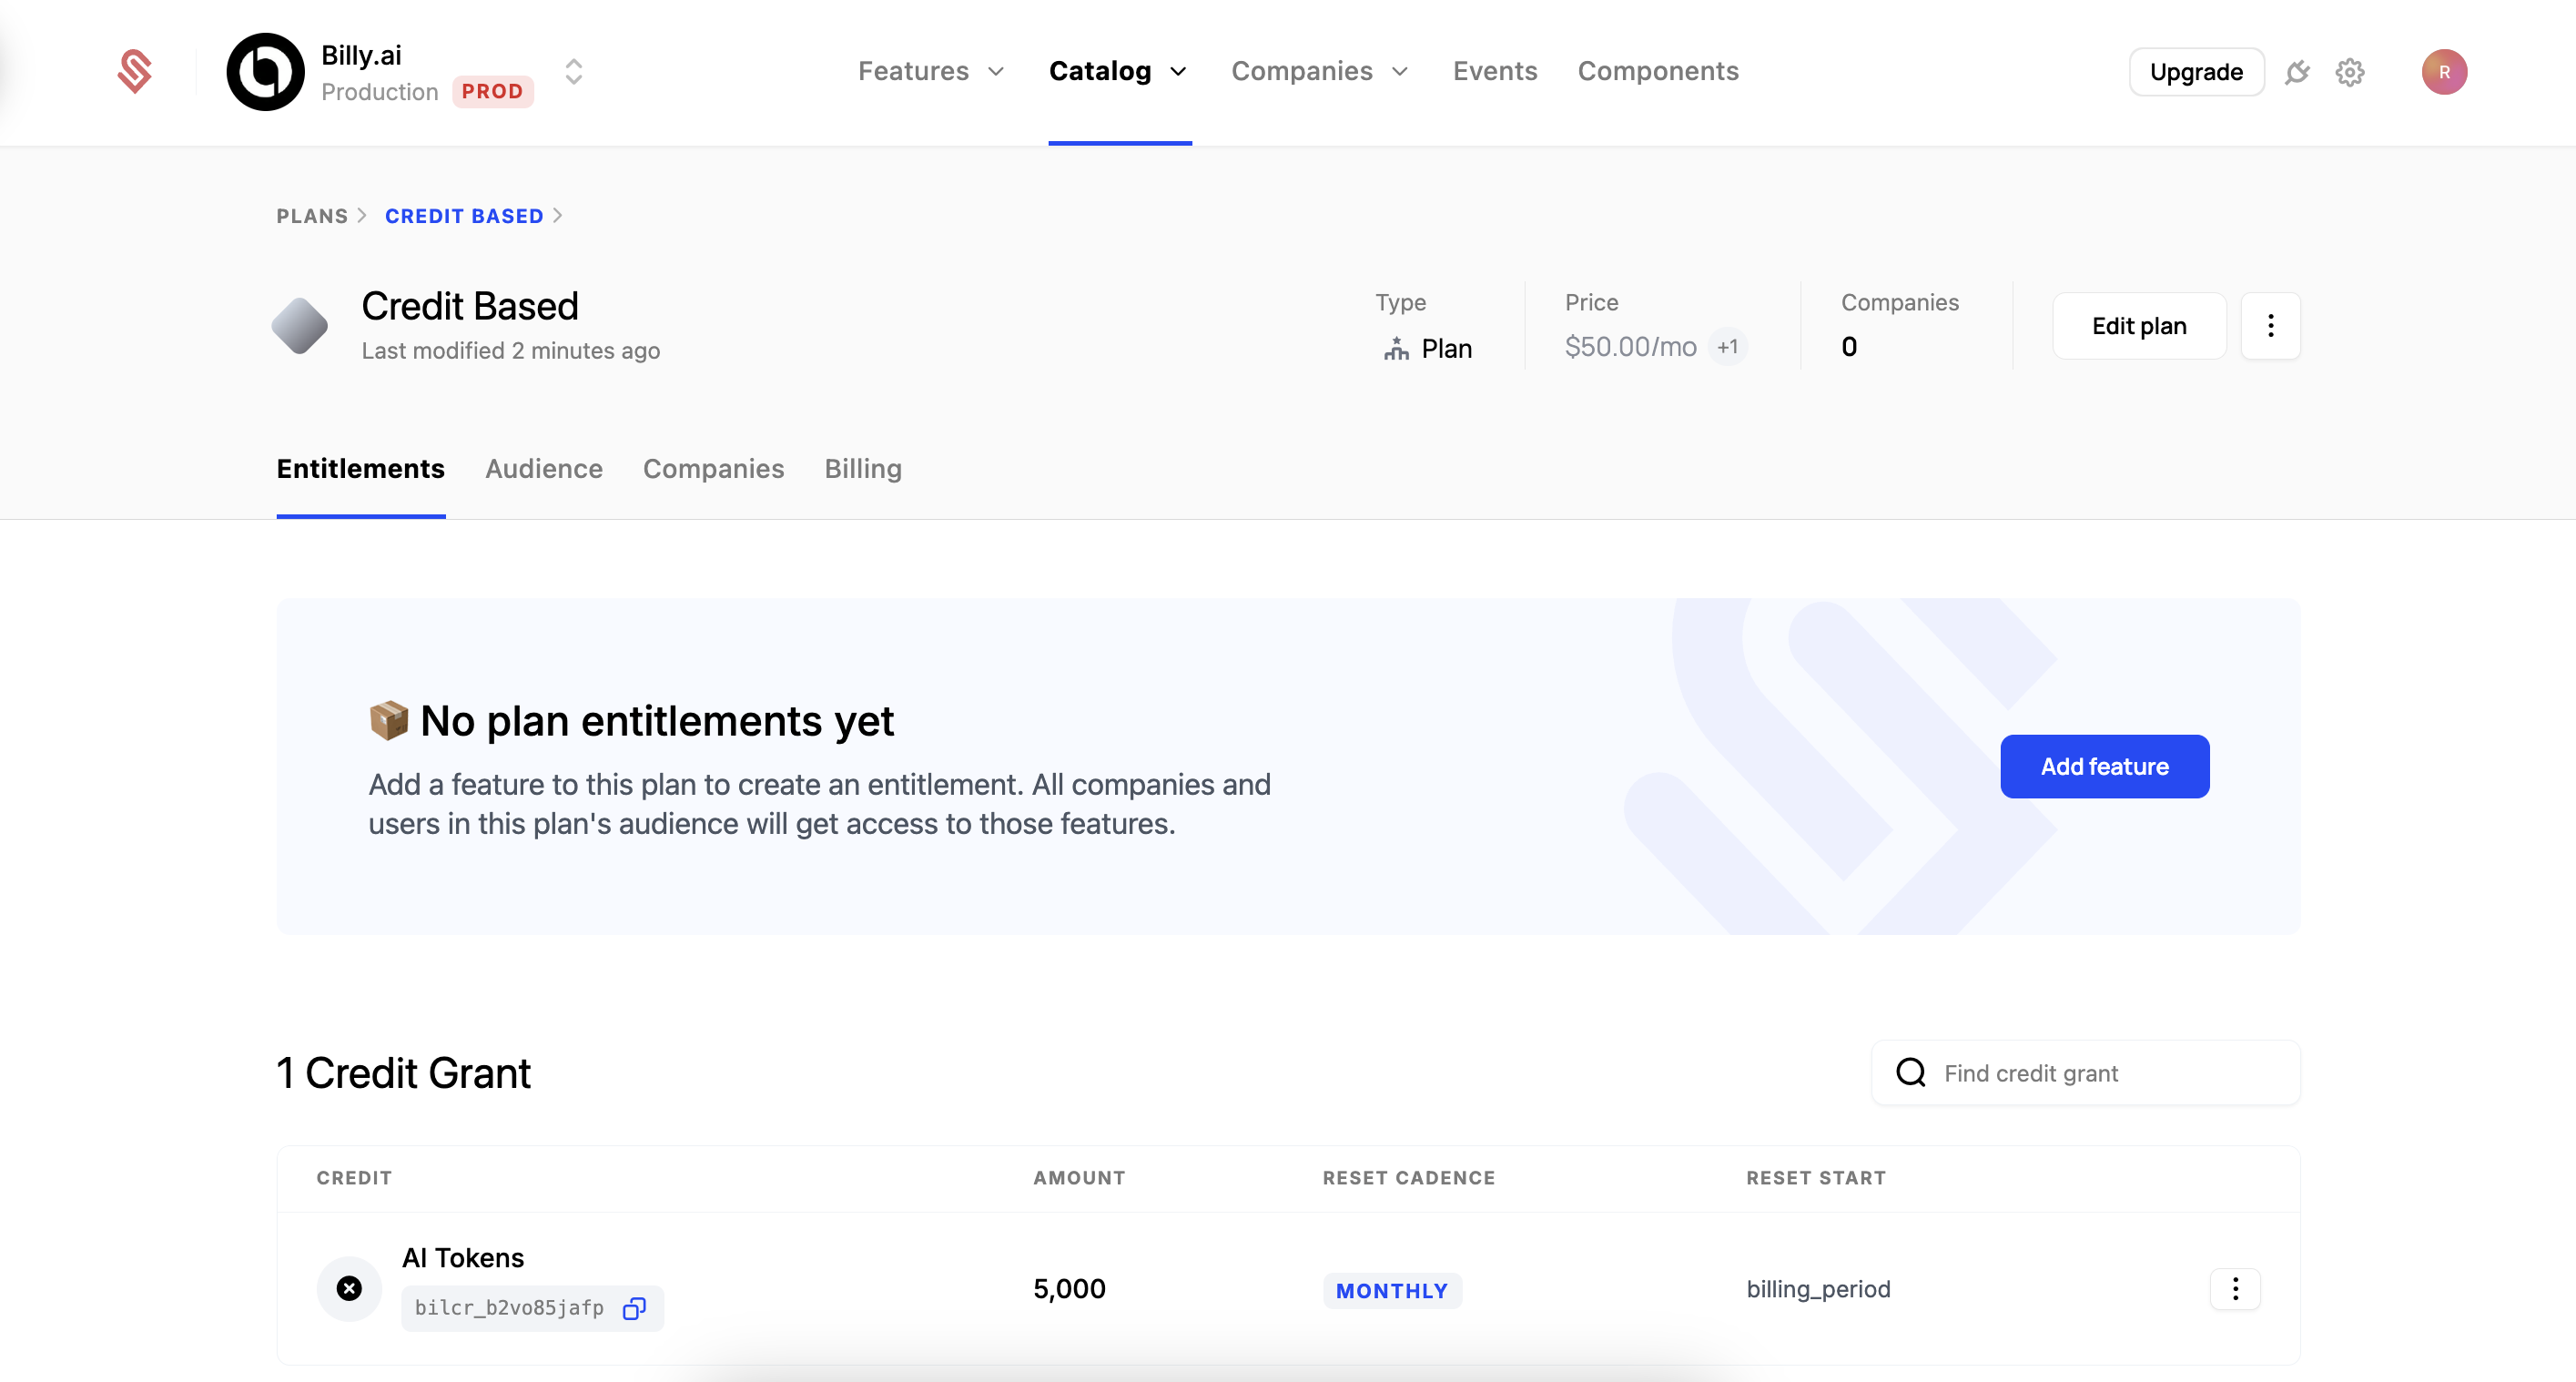 Billy.ai
Production PROD
Features
Catalog
Companies
Events
Components
Upgrade
R
PLANS
CREDIT BASED
Credit Based
Last modified 2 minutes ago
Type
Plan
Price
$50.00/mo +1
Companies
0
Edit plan
Entitlements
Audience
Companies
Billing
No plan entitlements yet
Add a feature to this plan to create an entitlement. All companies and
users in this plan's audience will get access to those features.
Add feature
1 Credit Grant
Find credit grant
CREDIT
AMOUNT
RESET CADENCE
RESET START
AI Tokens
bilcr_b2vo85jafp
5,000
MONTHLY
billing_period